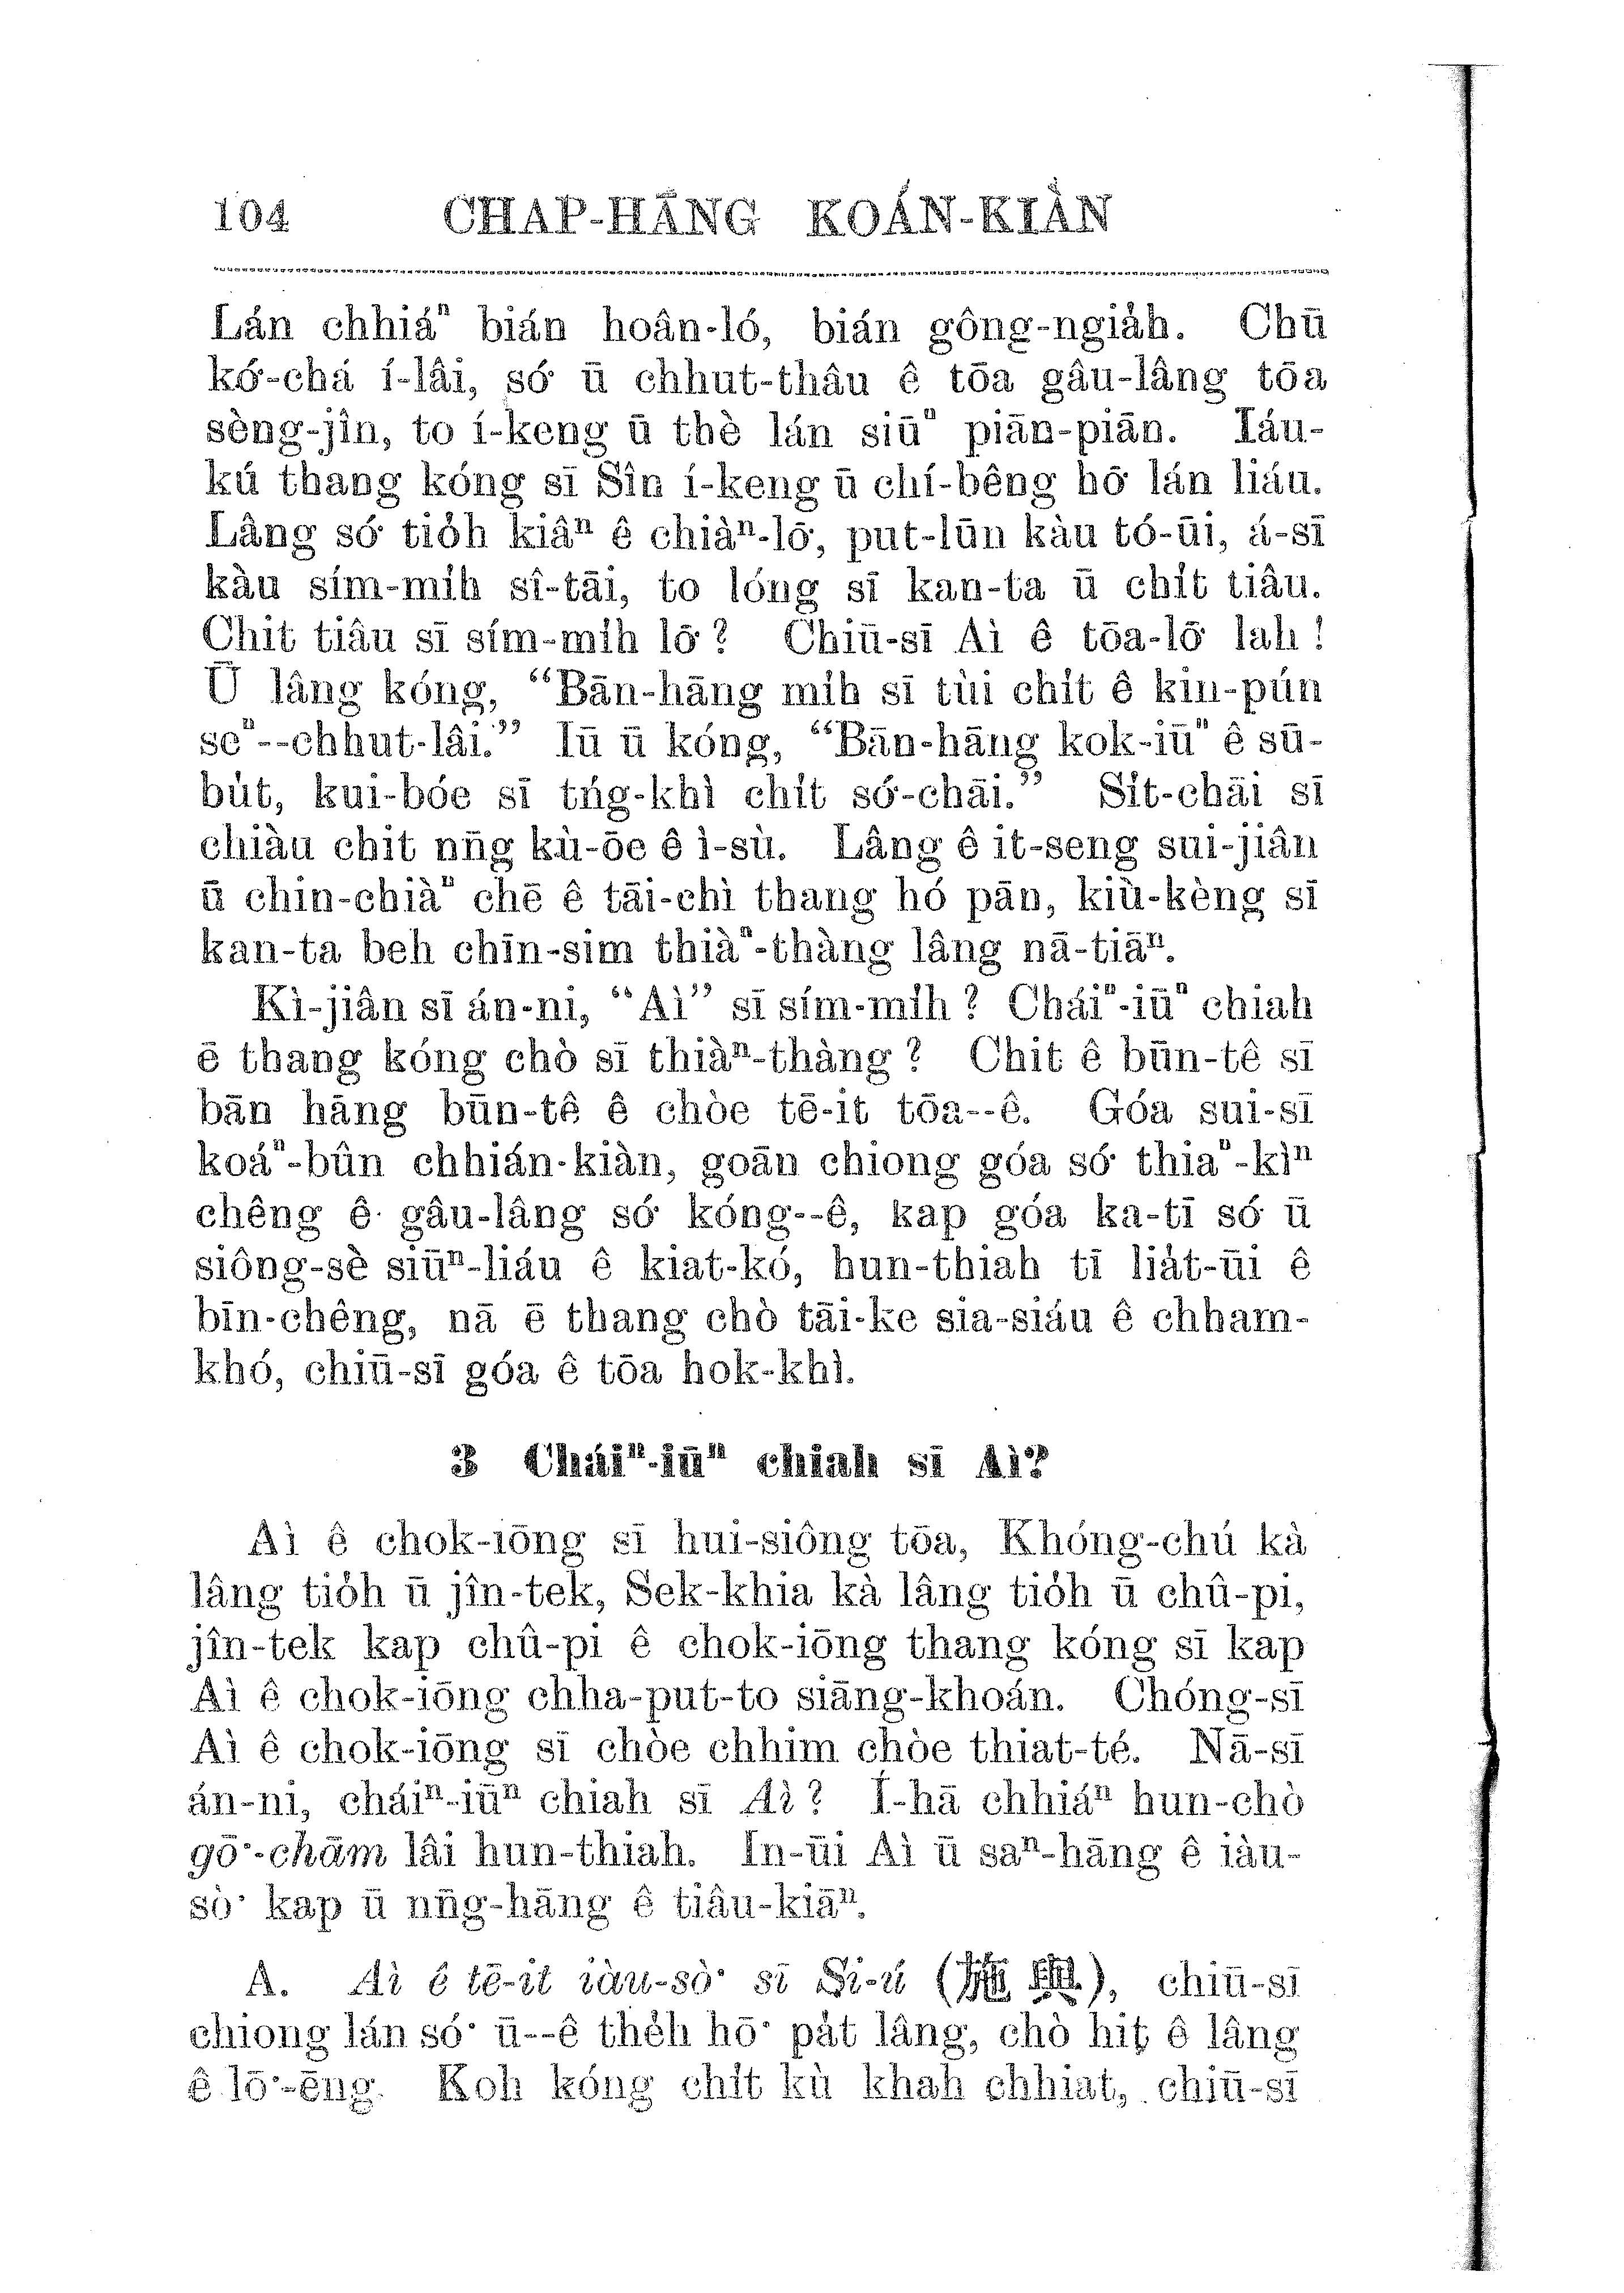 104 CHAP-HĀNG KOÁN-KIÀN
Lán chhiáⁿ bián hoân-ló, bián gông-ngia̍h. Chū
kó͘-chá í-lâi, só͘ ū chhut-thâu ê tōa gâu-lâng tōa
sèng-jîn, to í-keng ū thè lán siūⁿ piān-piān. Iáu-
kú thang kóng sī Sîn í-keng ū chí-bêng hō͘ lán liáu.
Lâng só͘ tio̍h kiâⁿ ê chiàⁿ-lō͘, put-lūn kàu tó-ūi, á-sī
kàu sím-mih sî-tāi, to lóng sī kan-ta ū chi̍t tiâu.
Chit tiâu sī sím-mih lō͘? Chiū-sī Ai ê tōa-lō͘ lah!
Ū lâng kóng, “Bān-hāng mih sī tùi chi̍t ê kin-pún
seⁿ--chhut-lâi.” Iū ū kóng, “Bān-hāng kok-iūⁿ ê sū-
bu̍t, kui-bóe sī tńg-khì chi̍t só͘-chāi.” Si̍t-chāi sī
chiàu chit nn̄g kù-ōe ê ì-sù. Lâng ê it-seng sui-jiân
ū chin-chiàⁿ chē ê tāi-chì thang hó pān, kiù-kèng sī
kan-ta beh chīn-sim thiàⁿ-thàng lâng nā-tiāⁿ.
Kì-jiân sī án-ni, “Ài” sī sím-mih? Cháiⁿ-iūⁿ chiah
ē thang kóng chò sī thiàⁿ-thàng? Chit ê būn-tê sī
bān hāng būn-tê ê chòe tē-it tōa--ê. Góa sui-sī
koáⁿ-bûn chhián-kiàn, goān chiong góa só͘ thiaⁿ-kìⁿ
chêng ê gâu-lâng só͘ kóng--ê, kap góa ka-tī só͘ ū
siông-sè siūⁿ-liáu ê kiat-kó, hun-thiah tī lia̍t-ūi ê
bīn-chêng, nā ē thang chò tāi-ke sia-siáu ê chham-
khó, chiū-sī góa ê tōa hok-khì.
3 Cháiⁿ-iūⁿ chiah sī Ài?
Ài ê chok-iōng sī hui-siông tōa, Khóng-chú kà
lâng tio̍h ū jîn-tek, Sek-khia kà lâng tio̍h ū chû-pi,
jîn-tek kap chû-pi ê chok-iōng thang kóng sī kap
Ài ê chok-iōng chha-put-to siāng-khoán. Chóng-sī
Ài ê chok-iōng sī chòe chhim chòe thiat-té. Nā-sī
án-ni, cháiⁿ-iūⁿ chiah sī Ài? Í-hā chhiáⁿ hun-chò
gō͘-chām lâi hun-thiah. In-ūi Ài ū saⁿ-hāng ê iàu-
sò͘ kap ū nn̄g-hāng ê tiâu-kiāⁿ.
A. Ài ê tē-it iàu-sò͘ sī Si-ú ( ), chiū-sī
chiong lán só͘ ū--ê the̍h hō͘ pa̍t lâng, chò hit ê lâng
ê lō͘-ēng. Koh kóng chi̍t kù khah chhiat, chiū-sī